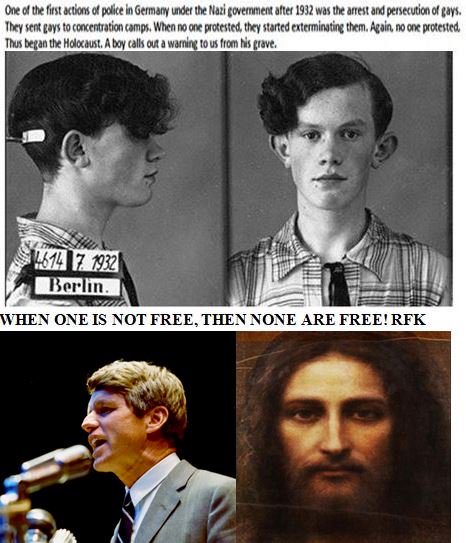 One of the first actions of police in Germany under the Nazi government after 1932 was the arrest and persecution of gays.
They sent gays to concentration camps. When no one protested, they started exterminating them. Again, no one protested.
Thus began the Holocaust. A boy calls out a warning to us from his grave.
4614 7. 1932
Berlin.
WHEN ONE IS NOT FREE, THEN NONE ARE FREE! RFK